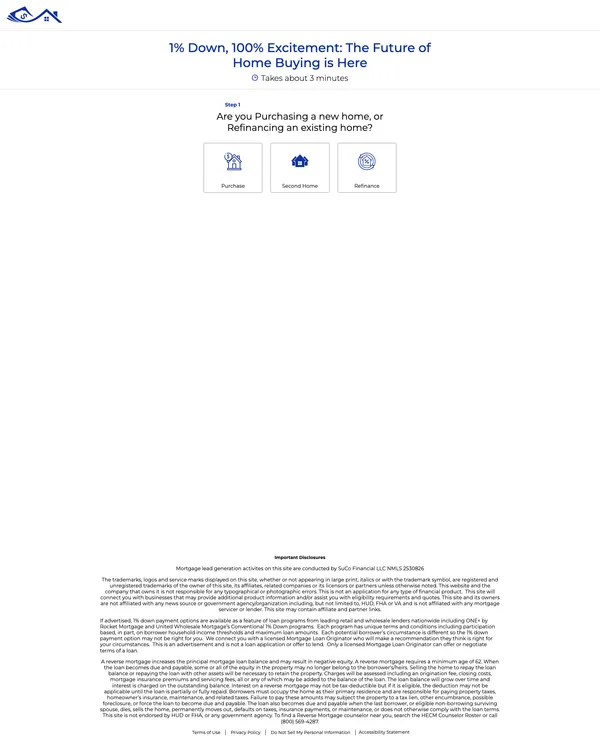 1% Down, 100% Excitement: The Future of
Home Buying is Here
Takes about 3 minutes
Step 1
Are you Purchasing a new home, or
Refinancing an existing home?
Purchase
Second Home
Refinance
Important Disclosures
Mortgage lead generation activites on this site are conducted by SuCo Financial LLC NMLS 2530826
The trademarks, logos and service marks displayed on this site, whether or not appearing in large print, italics or with the trademark symbol, are registered and
unregistered trademarks of the owner of this site, its affiliates, related companies or its licensors or partners unless otherwise noted. This website and the
company that owns it is not responsible for any typographical or photographic errors. This is not an application for any type of financial product. This site will
connect you with businesses that may provide additional product information and/or assist you with eligibility requirements and quotes. This site and its owners
are not affiliated with any news source or government agency/organization including, but not limited to, HUD, FHA or VA and is not affiliated with any mortgage
servicer or lender. This site may contain affiliate and partner links.
If advertised, 1% down payment options are available as a feature of loan programs from leading retail and wholesale lenders nationwide including ONE+ by
Rocket Mortgage and United Wholesale Mortgage's Conventional 1% Down programs. Each program has unique terms and conditions including participation
based, in part, on borrower household income thresholds and maximum loan amounts. Each potential borrower's circumstance is different so the 1% down
payment option may not be right for you. We connect you with a licensed Mortgage Loan Originator who will make a recommendation they think is right for
your circumstances. This is an advertisement and is not a loan application or offer to lend. Only a licensed Mortgage Loan Originator can offer or negotiate
terms of a loan.
A reverse mortgage increases the principal mortgage loan balance and may result in negative equity. A reverse mortgage requires a minimum age of 62. When
the loan becomes due and payable, some or all of the equity in the property may no longer belong to the borrower/heirs. Selling the home to repay the loan
balance or repaying the loan with other assets will be necessary to retain the property. Charges will be assessed including an origination fee, closing costs,
mortgage insurance premiums and servicing fees, all or any of which may be added to the balance of the loan. The loan balance will grow over time and
interest is charged on the outstanding balance. Interest on a reverse mortgage may not be tax-deductible but if it is eligible, the deduction may not be
applicable until the loan is partially or fully repaid. Borrowers must occupy the home as their primary residence and are responsible for paying property taxes,
homeowner's insurance, maintenance, and related taxes. Failure to pay these amounts may subject the property to a tax lien, other encumbrance, possible
foreclosure, or force the loan to become due and payable. The loan also becomes due and payable when the last borrower, or eligible non-borrowing surviving
spouse, dies, sells the home, permanently moves out, defaults on taxes, insurance payments, or maintenance, or does not otherwise comply with the loan terms.
This site is not endorsed by HUD or FHA, or any government agency. To find a Reverse Mortgage counselor near you, search the HECM Counselor Roster or call
(800) 569-4287.
Terms of Use | Privacy Policy | Do Not Sell My Personal Information | Accessibility Statement